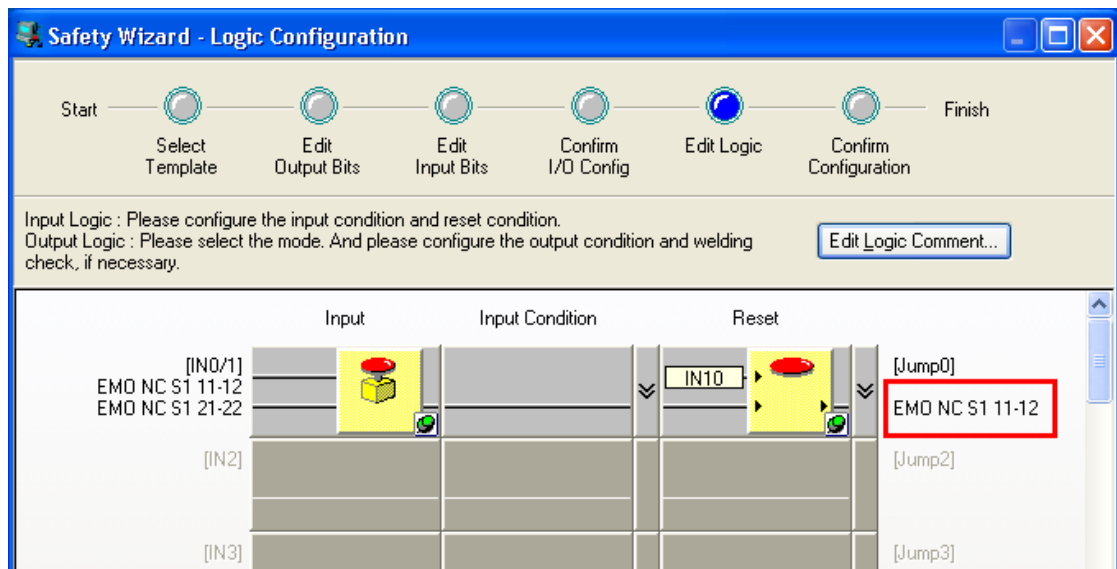 Safety Wizard - Logic Configuration
Start
Select
Template
Edit
Output Bits
Edit
Input Bits
Confirm
I/O Config
Edit Logic
Confirm
Configuration
Finish
Input Logic : Please configure the input condition and reset condition.
Output Logic : Please select the mode. And please configure the output condition and welding
check, if necessary.
Edit Logic Comment...
Input
Input Condition
Reset
[IN0/1]
EMO NC S1 11-12
EMO NC S1 21-22
IN10
[Jump0]
EMO NC S1 11-12
[IN2]
[Jump2]
[IN3]
[Jump3]